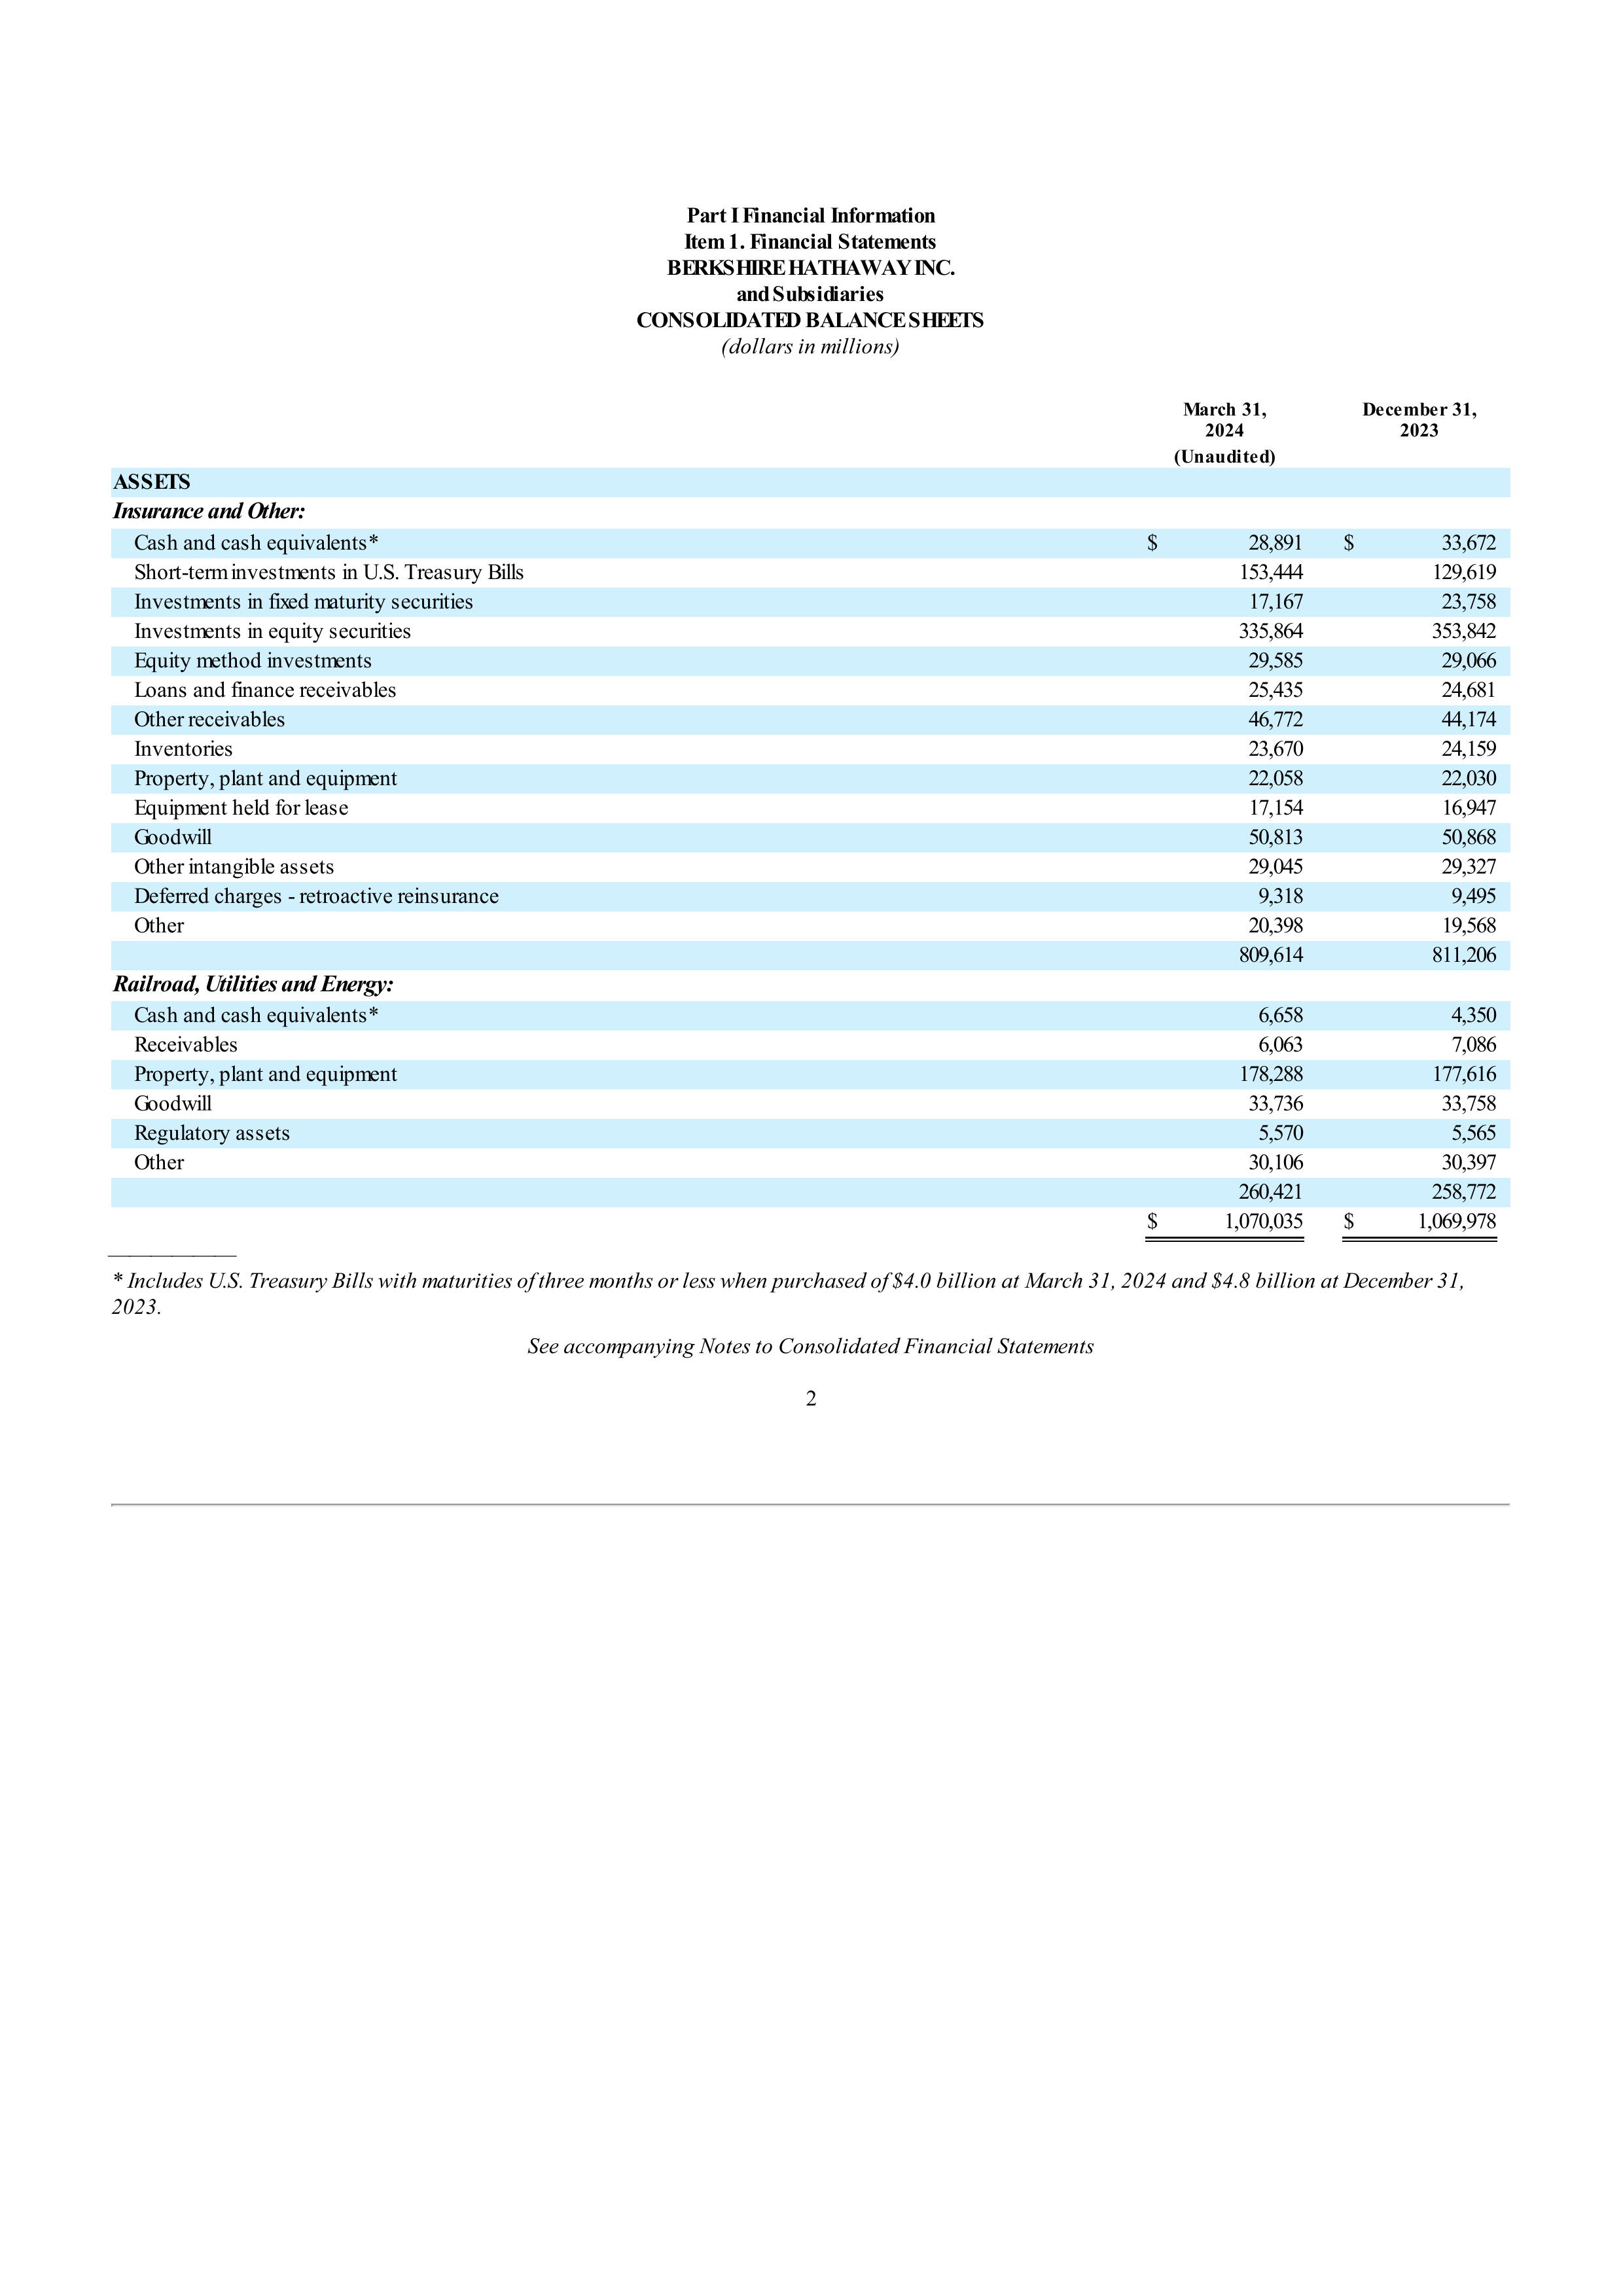 Part I Financial Information
Item 1. Financial Statements
BERKSHIRE HATHAWAY INC.
and Subsidiaries
CONSOLIDATED BALANCE SHEETS
(dollars in millions)
March 31, 2024 December 31, 2023
(Unaudited)
ASSETS
Insurance and Other:
Cash and cash equivalents* $ 28,891 $ 33,672
Short-term investments in U.S. Treasury Bills 153,444 129,619
Investments in fixed maturity securities 17,167 23,758
Investments in equity securities 335,864 353,842
Equity method investments 29,585 29,066
Loans and finance receivables 25,435 24,681
Other receivables 46,772 44,174
Inventories 23,670 24,159
Property, plant and equipment 22,058 22,030
Equipment held for lease 17,154 16,947
Goodwill 50,813 50,868
Other intangible assets 29,045 29,327
Deferred charges - retroactive reinsurance 9,318 9,495
Other 20,398 19,568
809,614 811,206
Railroad, Utilities and Energy:
Cash and cash equivalents* 6,658 4,350
Receivables 6,063 7,086
Property, plant and equipment 178,288 177,616
Goodwill 33,736 33,758
Regulatory assets 5,570 5,565
Other 30,106 30,397
260,421 258,772
$ 1,070,035 $ 1,069,978
* Includes U.S. Treasury Bills with maturities of three months or less when purchased of $4.0 billion at March 31, 2024 and $4.8 billion at December 31,
2023.
See accompanying Notes to Consolidated Financial Statements
2